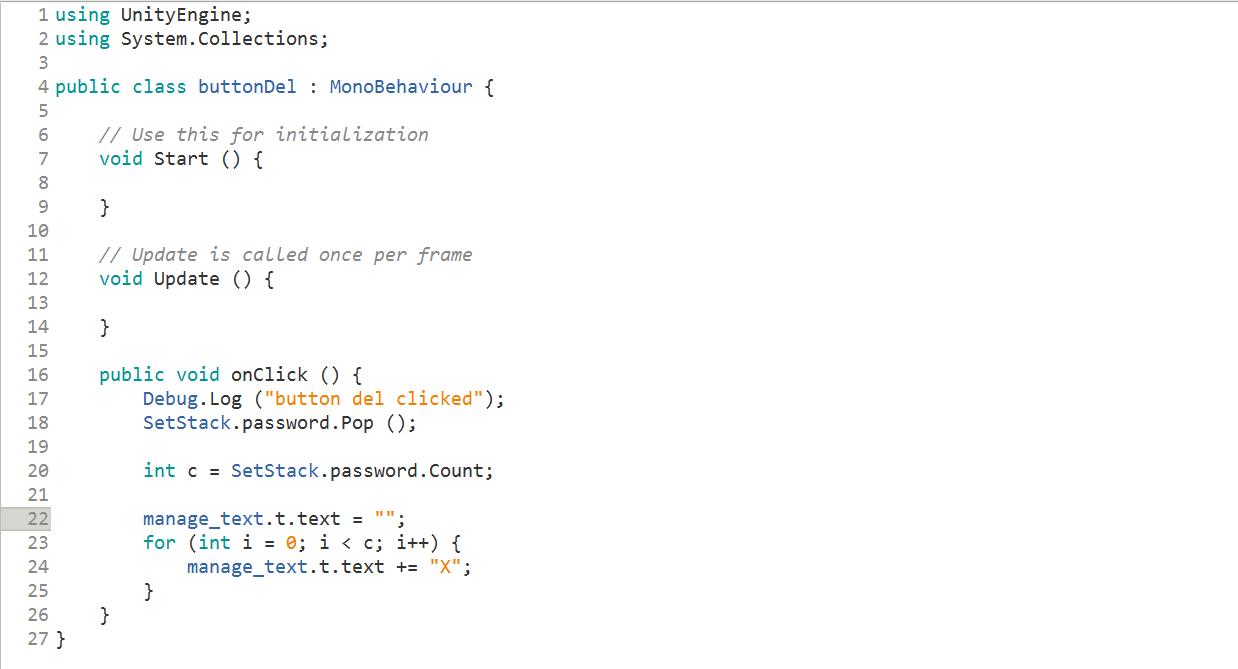 1 using UnityEngine;
2 using System.Collections;
3
4 public class buttonDel : MonoBehaviour {
5
6     // Use this for initialization
7     void Start () {
8
9     }
10
11     // Update is called once per frame
12     void Update () {
13
14     }
15
16     public void onClick () {
17         Debug.Log ("button del clicked");
18         SetStack.password.Pop ();
19
20         int c = SetStack.password.Count;
21
22         manage_text.t.text = "";
23         for (int i = 0; i < c; i++) {
24             manage_text.t.text += "X";
25         }
26     }
27 }